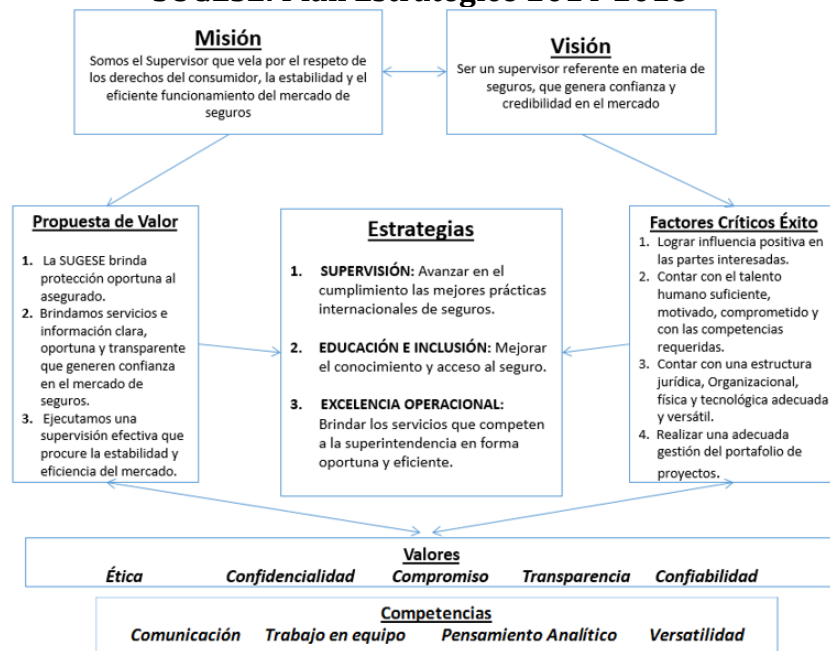 Misión
Somos el Supervisor que vela por el respeto de
los derechos del consumidor, la estabilidad y el
eficiente funcionamiento del mercado de
seguros
Visión
Ser un supervisor referente en materia de
seguros, que genera confianza y
credibilidad en el mercado
Propuesta de Valor
1. La SUGESE brinda
protección oportuna al
asegurado.
2. Brindamos servicios e
información clara,
oportuna y transparente
que generen confianza
en el mercado de
seguros.
3. Ejecutamos una
supervisión efectiva que
procure la estabilidad y
eficiencia del mercado.
Estrategias
1. SUPERVISIÓN: Avanzar en el
cumplimiento las mejores prácticas
internacionales de seguros.
2. EDUCACIÓN E INCLUSIÓN: Mejorar
el conocimiento y acceso al seguro.
3. EXCELENCIA OPERACIONAL:
Brindar los servicios que competen
a la superintendencia en forma
oportuna y eficiente.
Factores Críticos Éxito
1. Lograr influencia positiva en
las partes interesadas.
2. Contar con el talento
humano suficiente,
motivado, comprometido y
con las competencias
requeridas.
3. Contar con una estructura
jurídica, Organizacional,
física y tecnológica adecuada
y versátil.
4. Realizar una adecuada
gestión del portafolio de
proyectos.
Valores
Ética Confidencialidad Compromiso Transparencia Confiabilidad
Competencias
Comunicación Trabajo en equipo Pensamiento Analítico Versatilidad